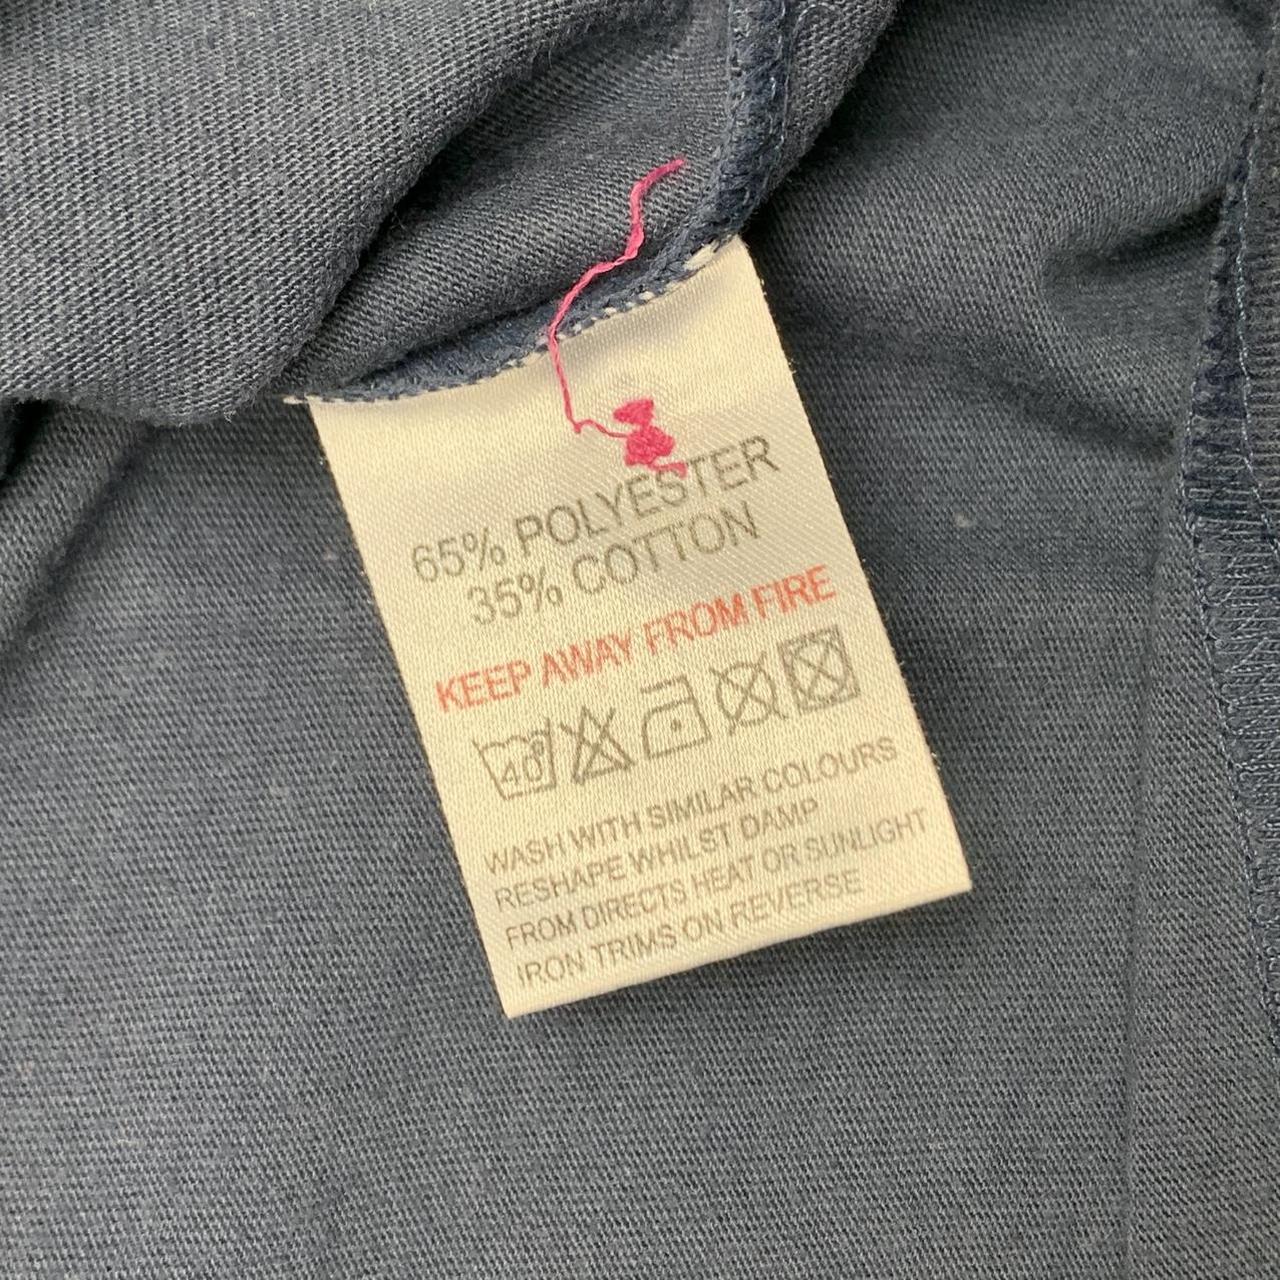 65% POLYESTER
35% COTTON
KEEP AWAY FROM FIRE
40°
WASH WITH SIMILAR COLOURS
RESHAPE WHILST DAMP
FROM DIRECTS HEAT OR SUNLIGHT
IRON TRIMS ON REVERSE